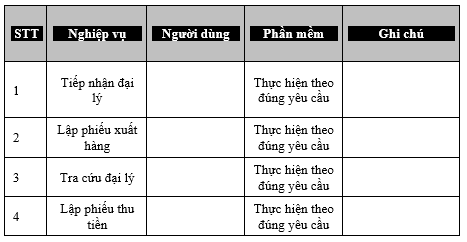 STT Nghiệp vụ Người dùng Phần mềm Ghi chú
1 Tiếp nhận đại lý Thực hiện theo đúng yêu cầu
2 Lập phiếu xuất hàng Thực hiện theo đúng yêu cầu
3 Tra cứu đại lý Thực hiện theo đúng yêu cầu
4 Lập phiếu thu tiền Thực hiện theo đúng yêu cầu